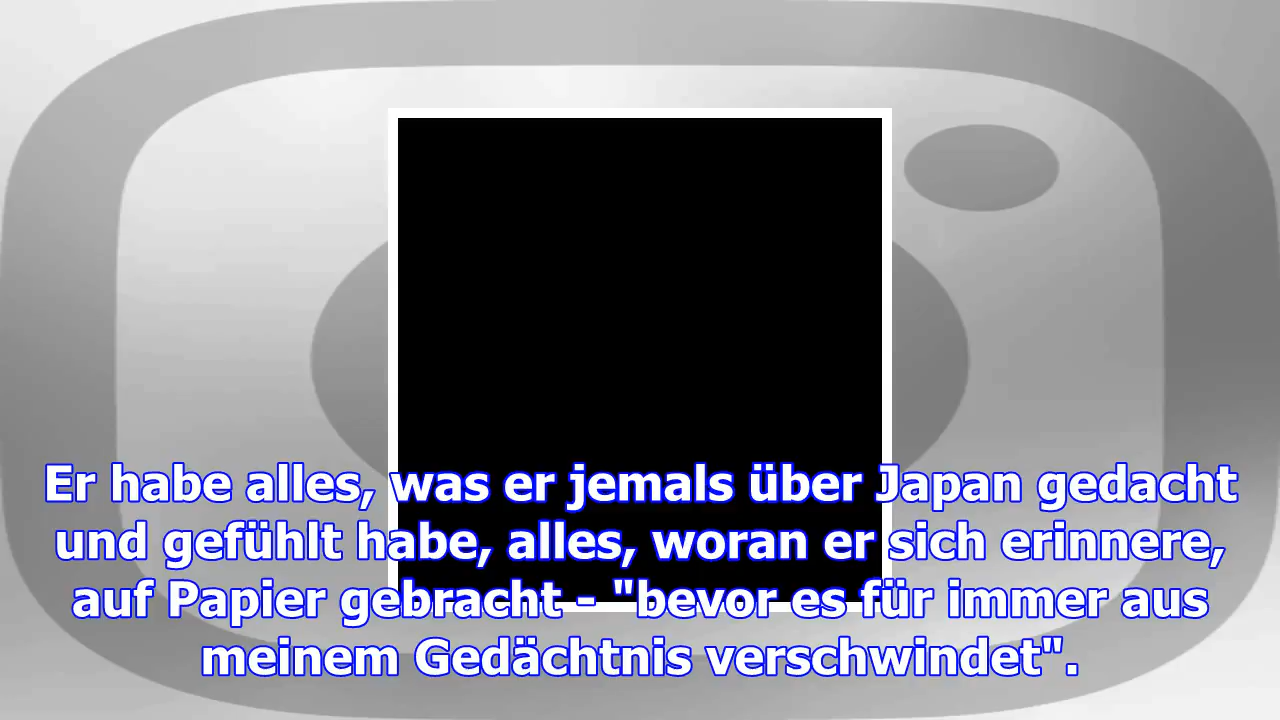 Er habe alles, was er jemals über Japan gedacht
und gefühlt habe, alles, woran er sich erinnere,
auf Papier gebracht - "bevor es für immer aus
meinem Gedächtnis verschwindet".